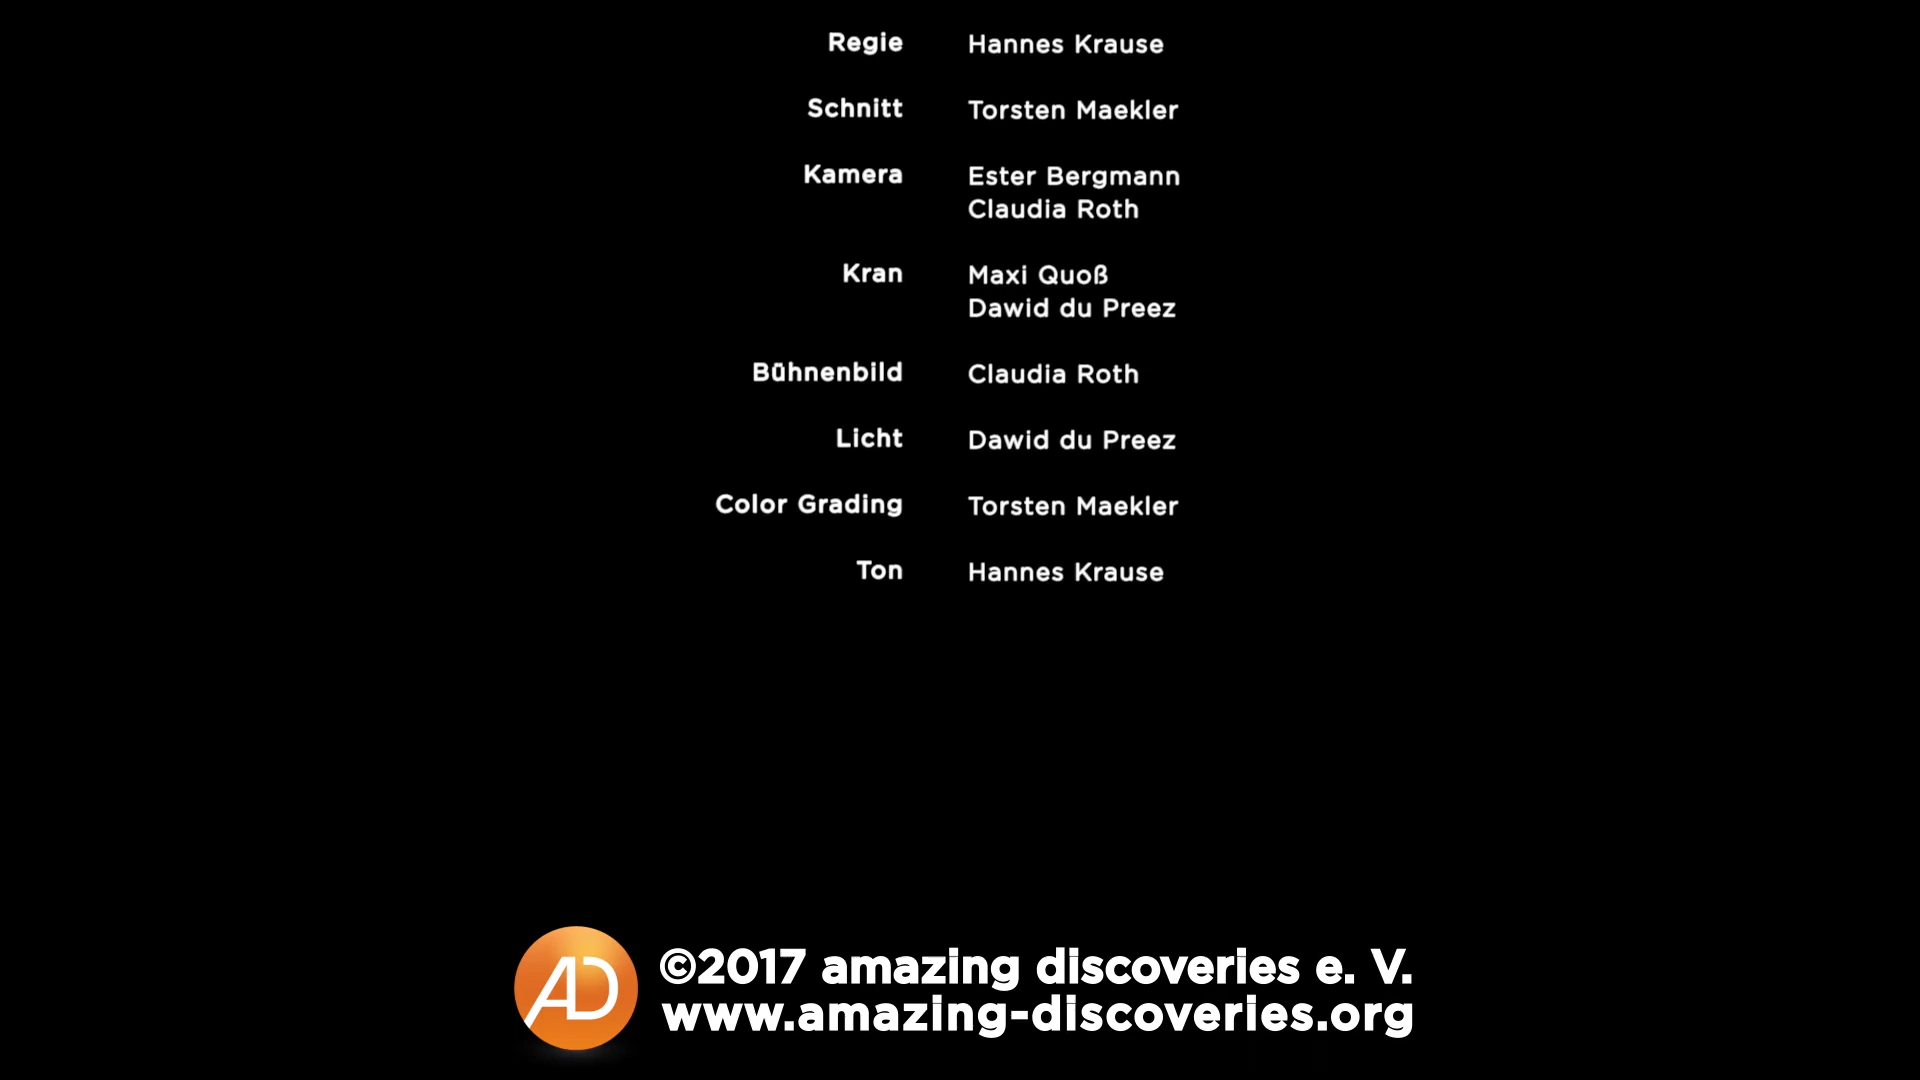 Regie Hannes Krause
Schnitt Torsten Maekler
Kamera Ester Bergmann
Claudia Roth
Kran Maxi Quoß
Dawid du Preez
Bühnenbild Claudia Roth
Licht Dawid du Preez
Color Grading Torsten Maekler
Ton Hannes Krause
AD ©2017 amazing discoveries e. V.
www.amazing-discoveries.org